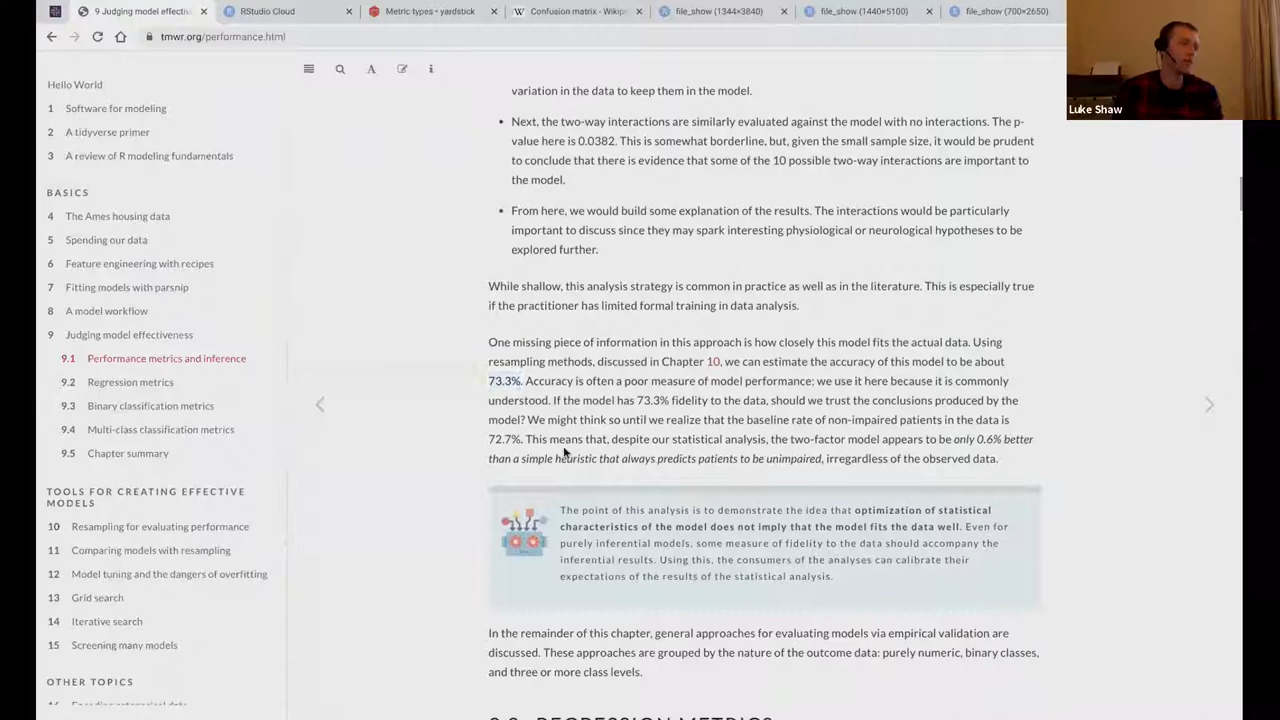 9 Judging model effectiv
RStudio Cloud
Metric types • yardstick
Confusion matrix - Wikip
file_show (1344×3840)
file_show (1440×5100)
file_show (700×2650)
tmwr.org/performance.html
Luke Shaw
Hello World
1 Software for modeling
2 A tidyverse primer
3 A review of R modeling fundamentals
BASICS
4 The Ames housing data
5 Spending our data
6 Feature engineering with recipes
7 Fitting models with parsnip
8 A model workflow
9 Judging model effectiveness
9.1 Performance metrics and inference
9.2 Regression metrics
9.3 Binary classification metrics
9.4 Multi-class classification metrics
9.5 Chapter summary
TOOLS FOR CREATING EFFECTIVE
MODELS
10 Resampling for evaluating performance
11 Comparing models with resampling
12 Model tuning and the dangers of overfitting
13 Grid search
14 Iterative search
15 Screening many models
OTHER TOPICS
variation in the data to keep them in the model.
• Next, the two-way interactions are similarly evaluated against the model with no interactions. The p-
value here is 0.0382. This is somewhat borderline, but, given the small sample size, it would be prudent
to conclude that there is evidence that some of the 10 possible two-way interactions are important to
the model.
• From here, we would build some explanation of the results. The interactions would be particularly
important to discuss since they may spark interesting physiological or neurological hypotheses to be
explored further.
While shallow, this analysis strategy is common in practice as well as in the literature. This is especially true
if the practitioner has limited formal training in data analysis.
One missing piece of information in this approach is how closely this model fits the actual data. Using
resampling methods, discussed in Chapter 10, we can estimate the accuracy of this model to be about
73.3%. Accuracy is often a poor measure of model performance; we use it here because it is commonly
understood. If the model has 73.3% fidelity to the data, should we trust the conclusions produced by the
model? We might think so until we realize that the baseline rate of non-impaired patients in the data is
72.7%. This means that, despite our statistical analysis, the two-factor model appears to be only 0.6% better
than a simple heuristic that always predicts patients to be unimpaired, irregardless of the observed data.
The point of this analysis is to demonstrate the idea that optimization of statistical
characteristics of the model does not imply that the model fits the data well. Even for
purely inferential models, some measure of fidelity to the data should accompany the
inferential results. Using this, the consumers of the analyses can calibrate their
expectations of the results of the statistical analysis.
In the remainder of this chapter, general approaches for evaluating models via empirical validation are
discussed. These approaches are grouped by the nature of the outcome data: purely numeric, binary classes,
and three or more class levels.